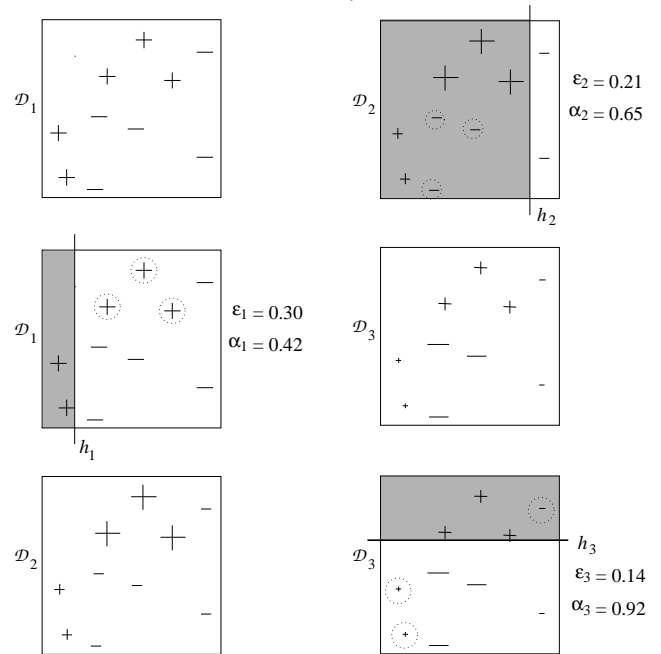 𝒟1
𝒟2
ε2 = 0.21
α2 = 0.65
h2
𝒟1
ε1 = 0.30
α1 = 0.42
h1
𝒟3
𝒟2
𝒟3
h3
ε3 = 0.14
α3 = 0.92